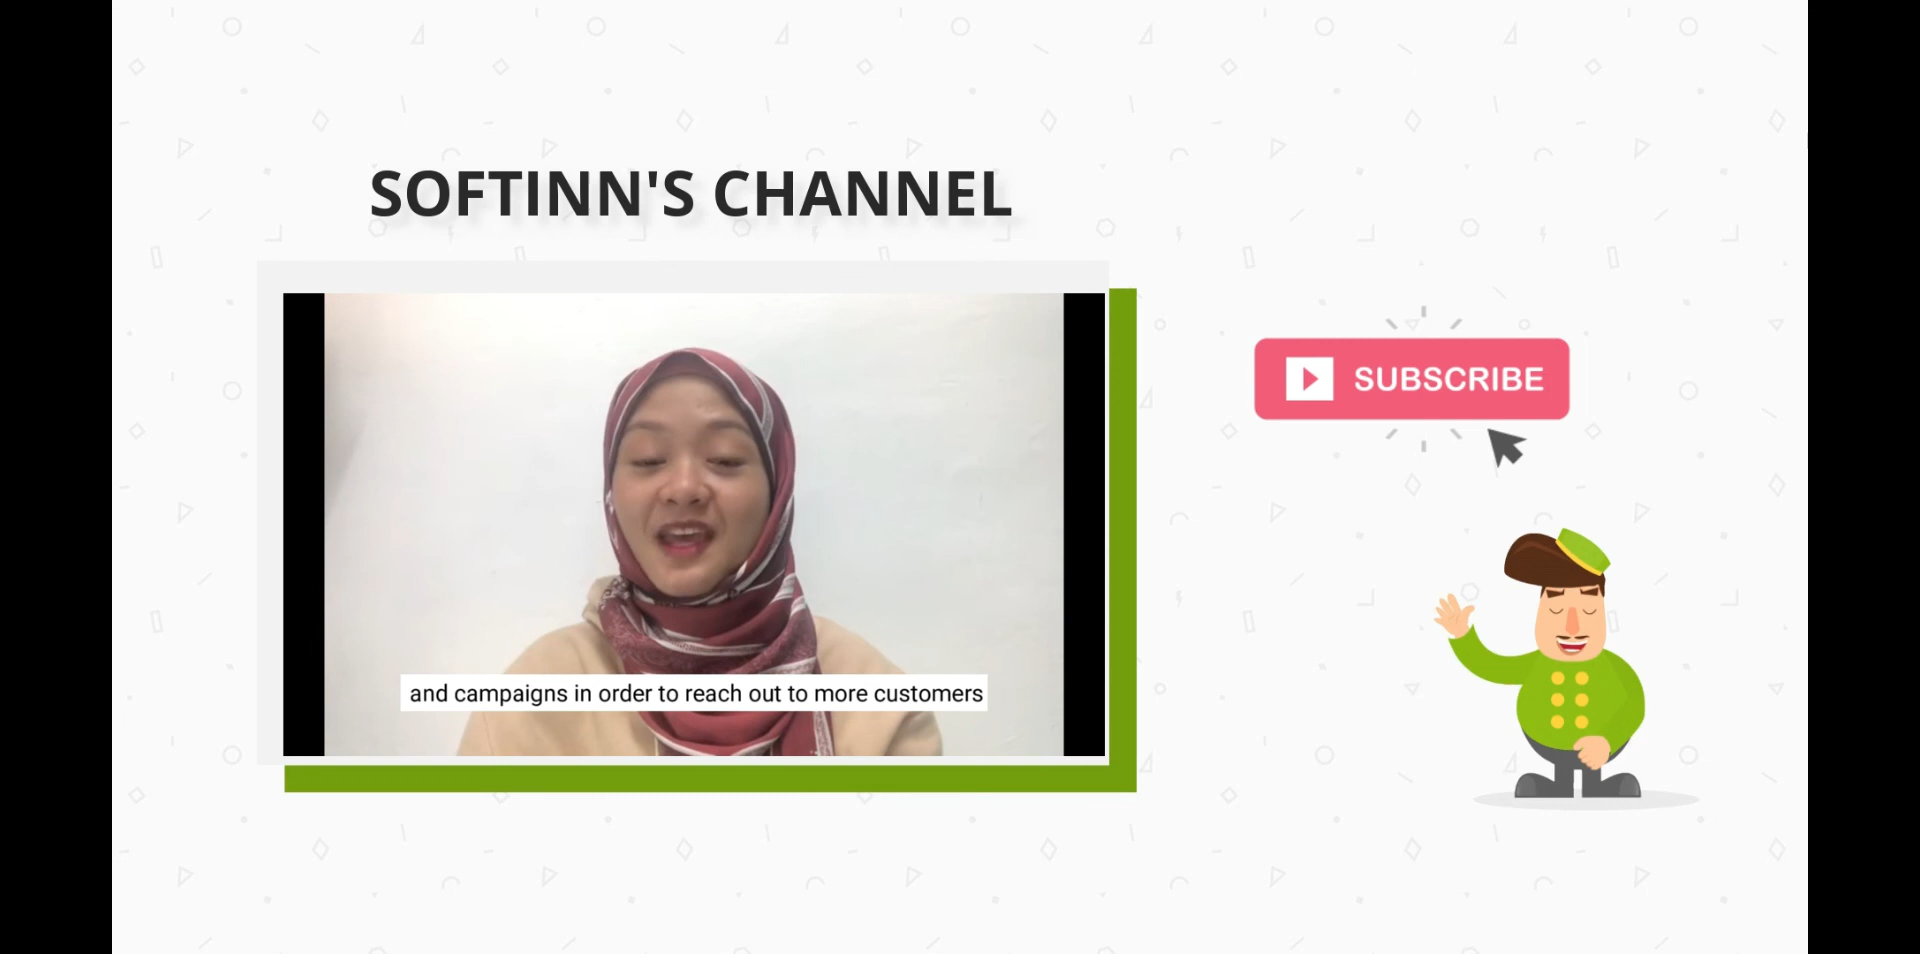 SOFTINN'S CHANNEL
SUBSCRIBE
and campaigns in order to reach out to more customers